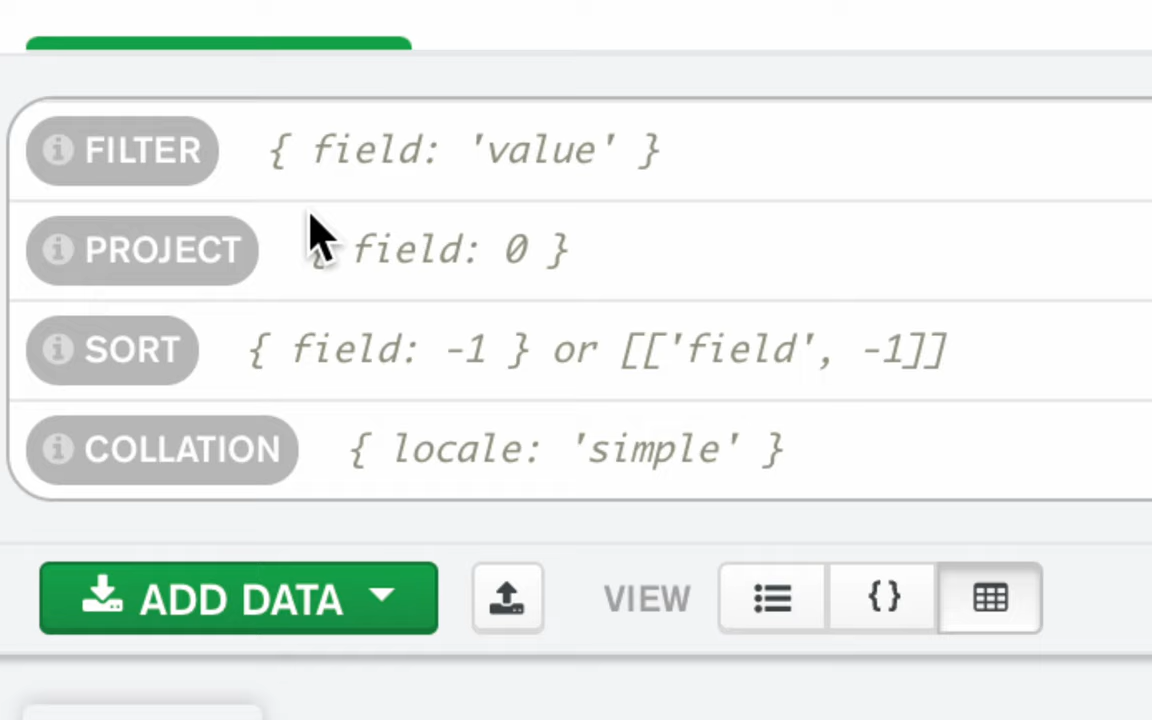 FILTER { field: 'value' }
PROJECT { field: 0 }
SORT { field: -1 } or [['field', -1]]
COLLATION { locale: 'simple' }
ADD DATA VIEW {}